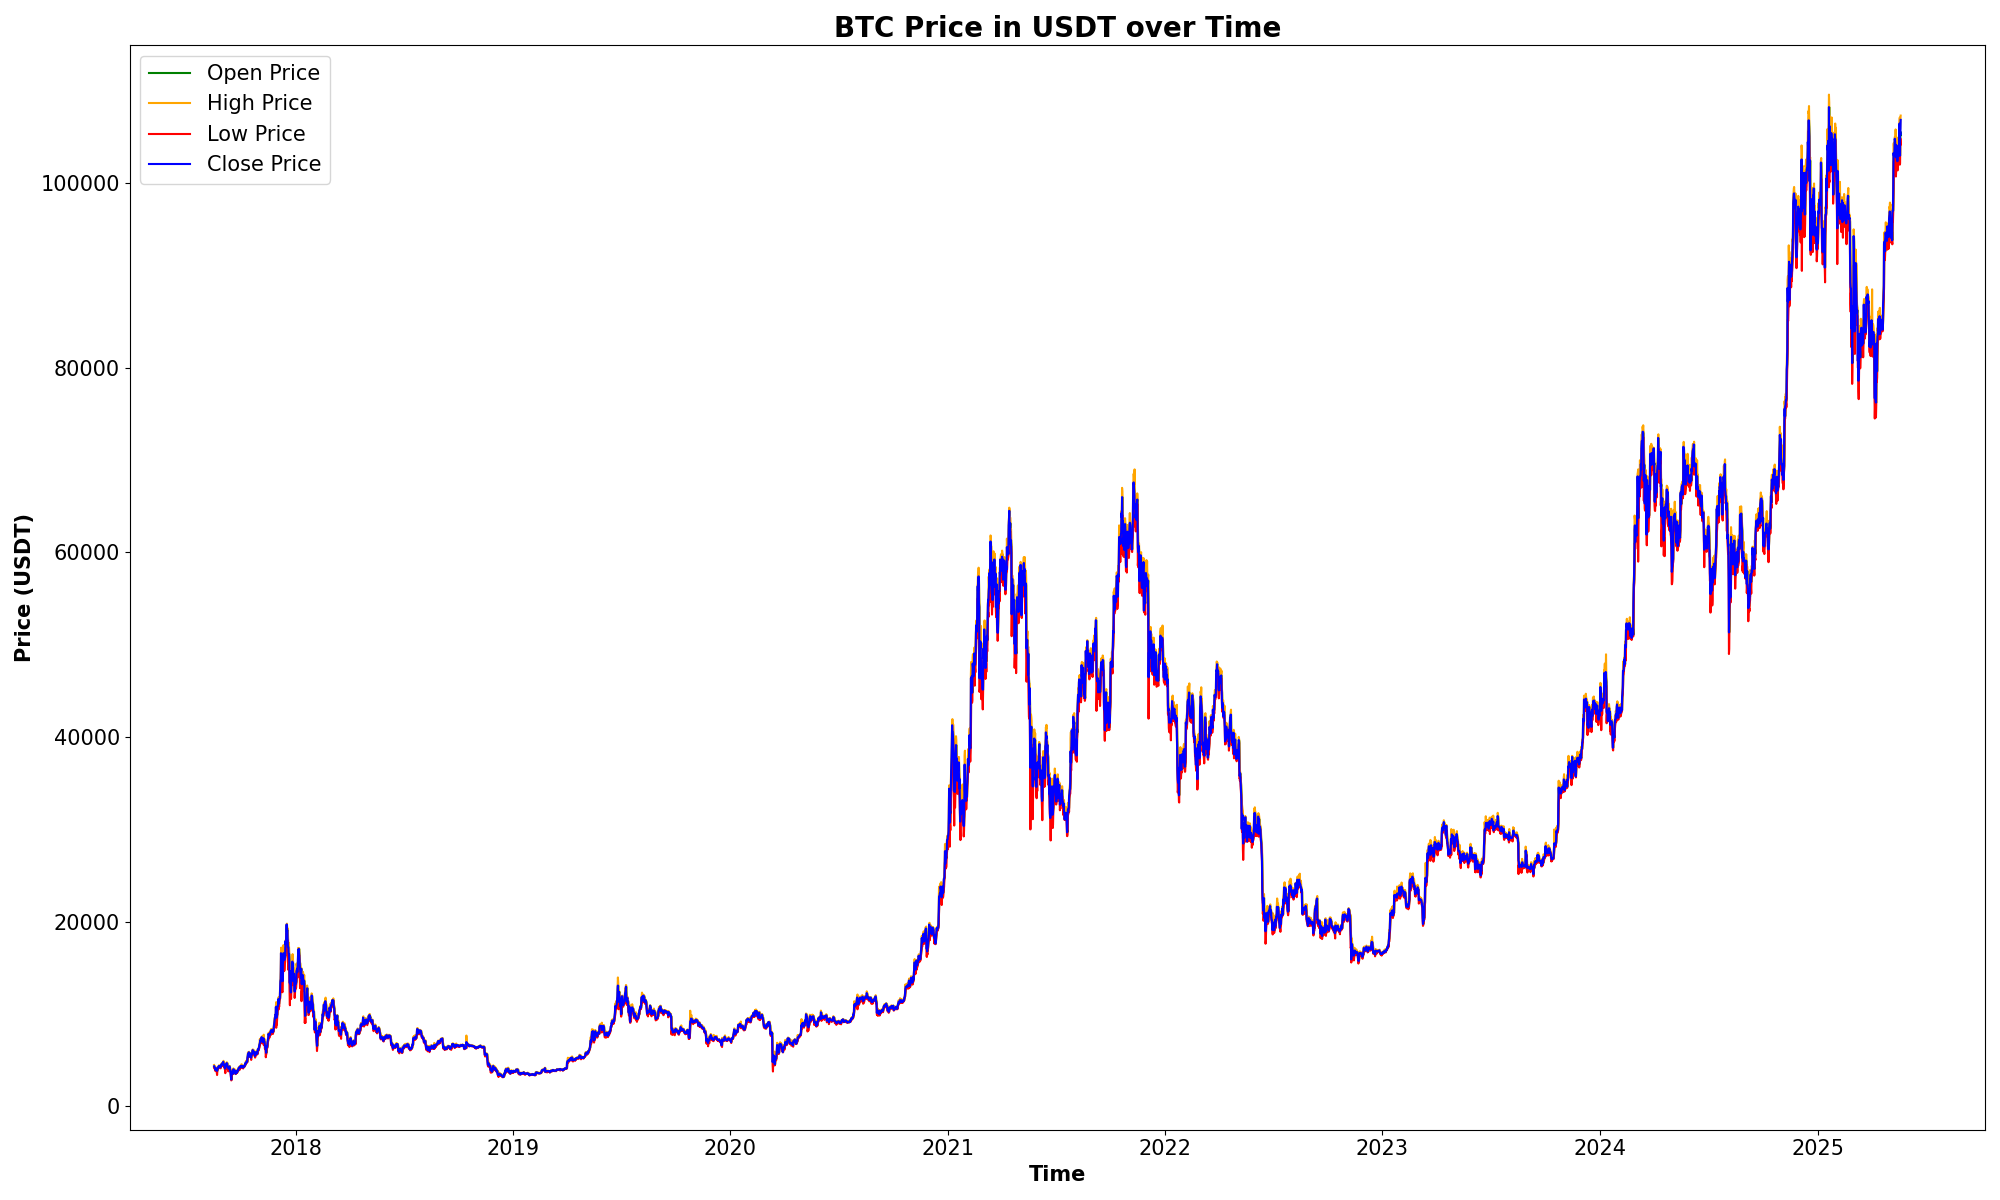 BTC Price in USDT over Time
Open Price
High Price
Low Price
Close Price
Price (USDT)
100000
80000
60000
40000
20000
0
2018 2019 2020 2021 2022 2023 2024 2025
Time